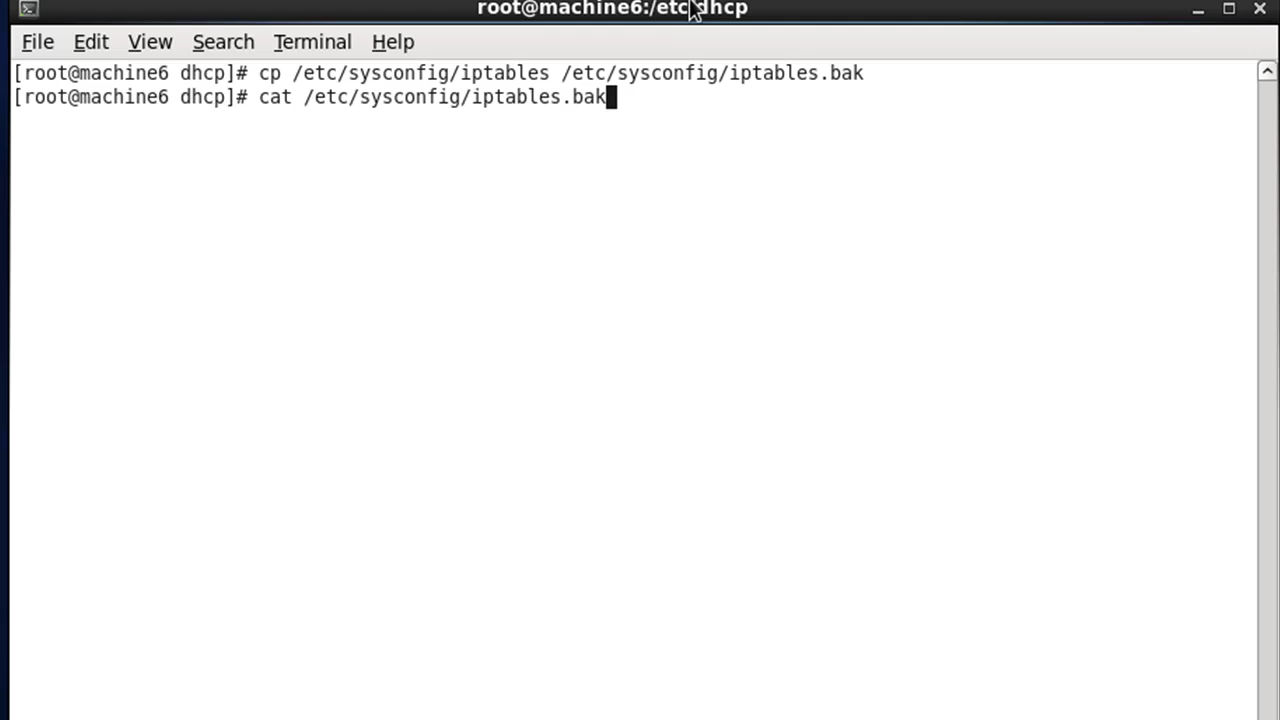 root@machine6:/etc/dhcp
File Edit View Search Terminal Help
[root@machine6 dhcp]# cp /etc/sysconfig/iptables /etc/sysconfig/iptables.bak
[root@machine6 dhcp]# cat /etc/sysconfig/iptables.bak